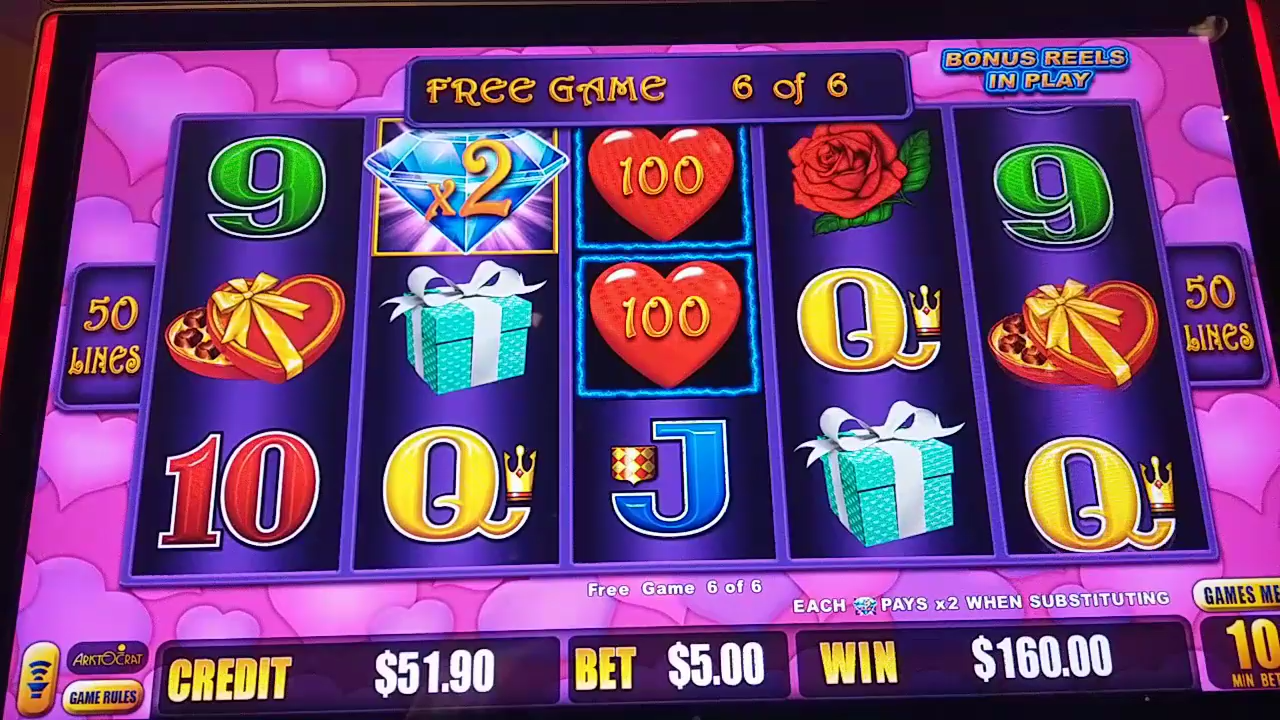 FREE GAME 6 of 6
BONUS REELS
IN PLAY
9
x2
100
9
50
LINES
100
Q
50
LINES
10
Q
J
Q
Free Game 6 of 6
EACH PAYS x2 WHEN SUBSTITUTING
GAMES ME
ARISTOCRAT
GAME RULES
CREDIT $51.90
BET $5.00
WIN $160.00
10
MIN BET